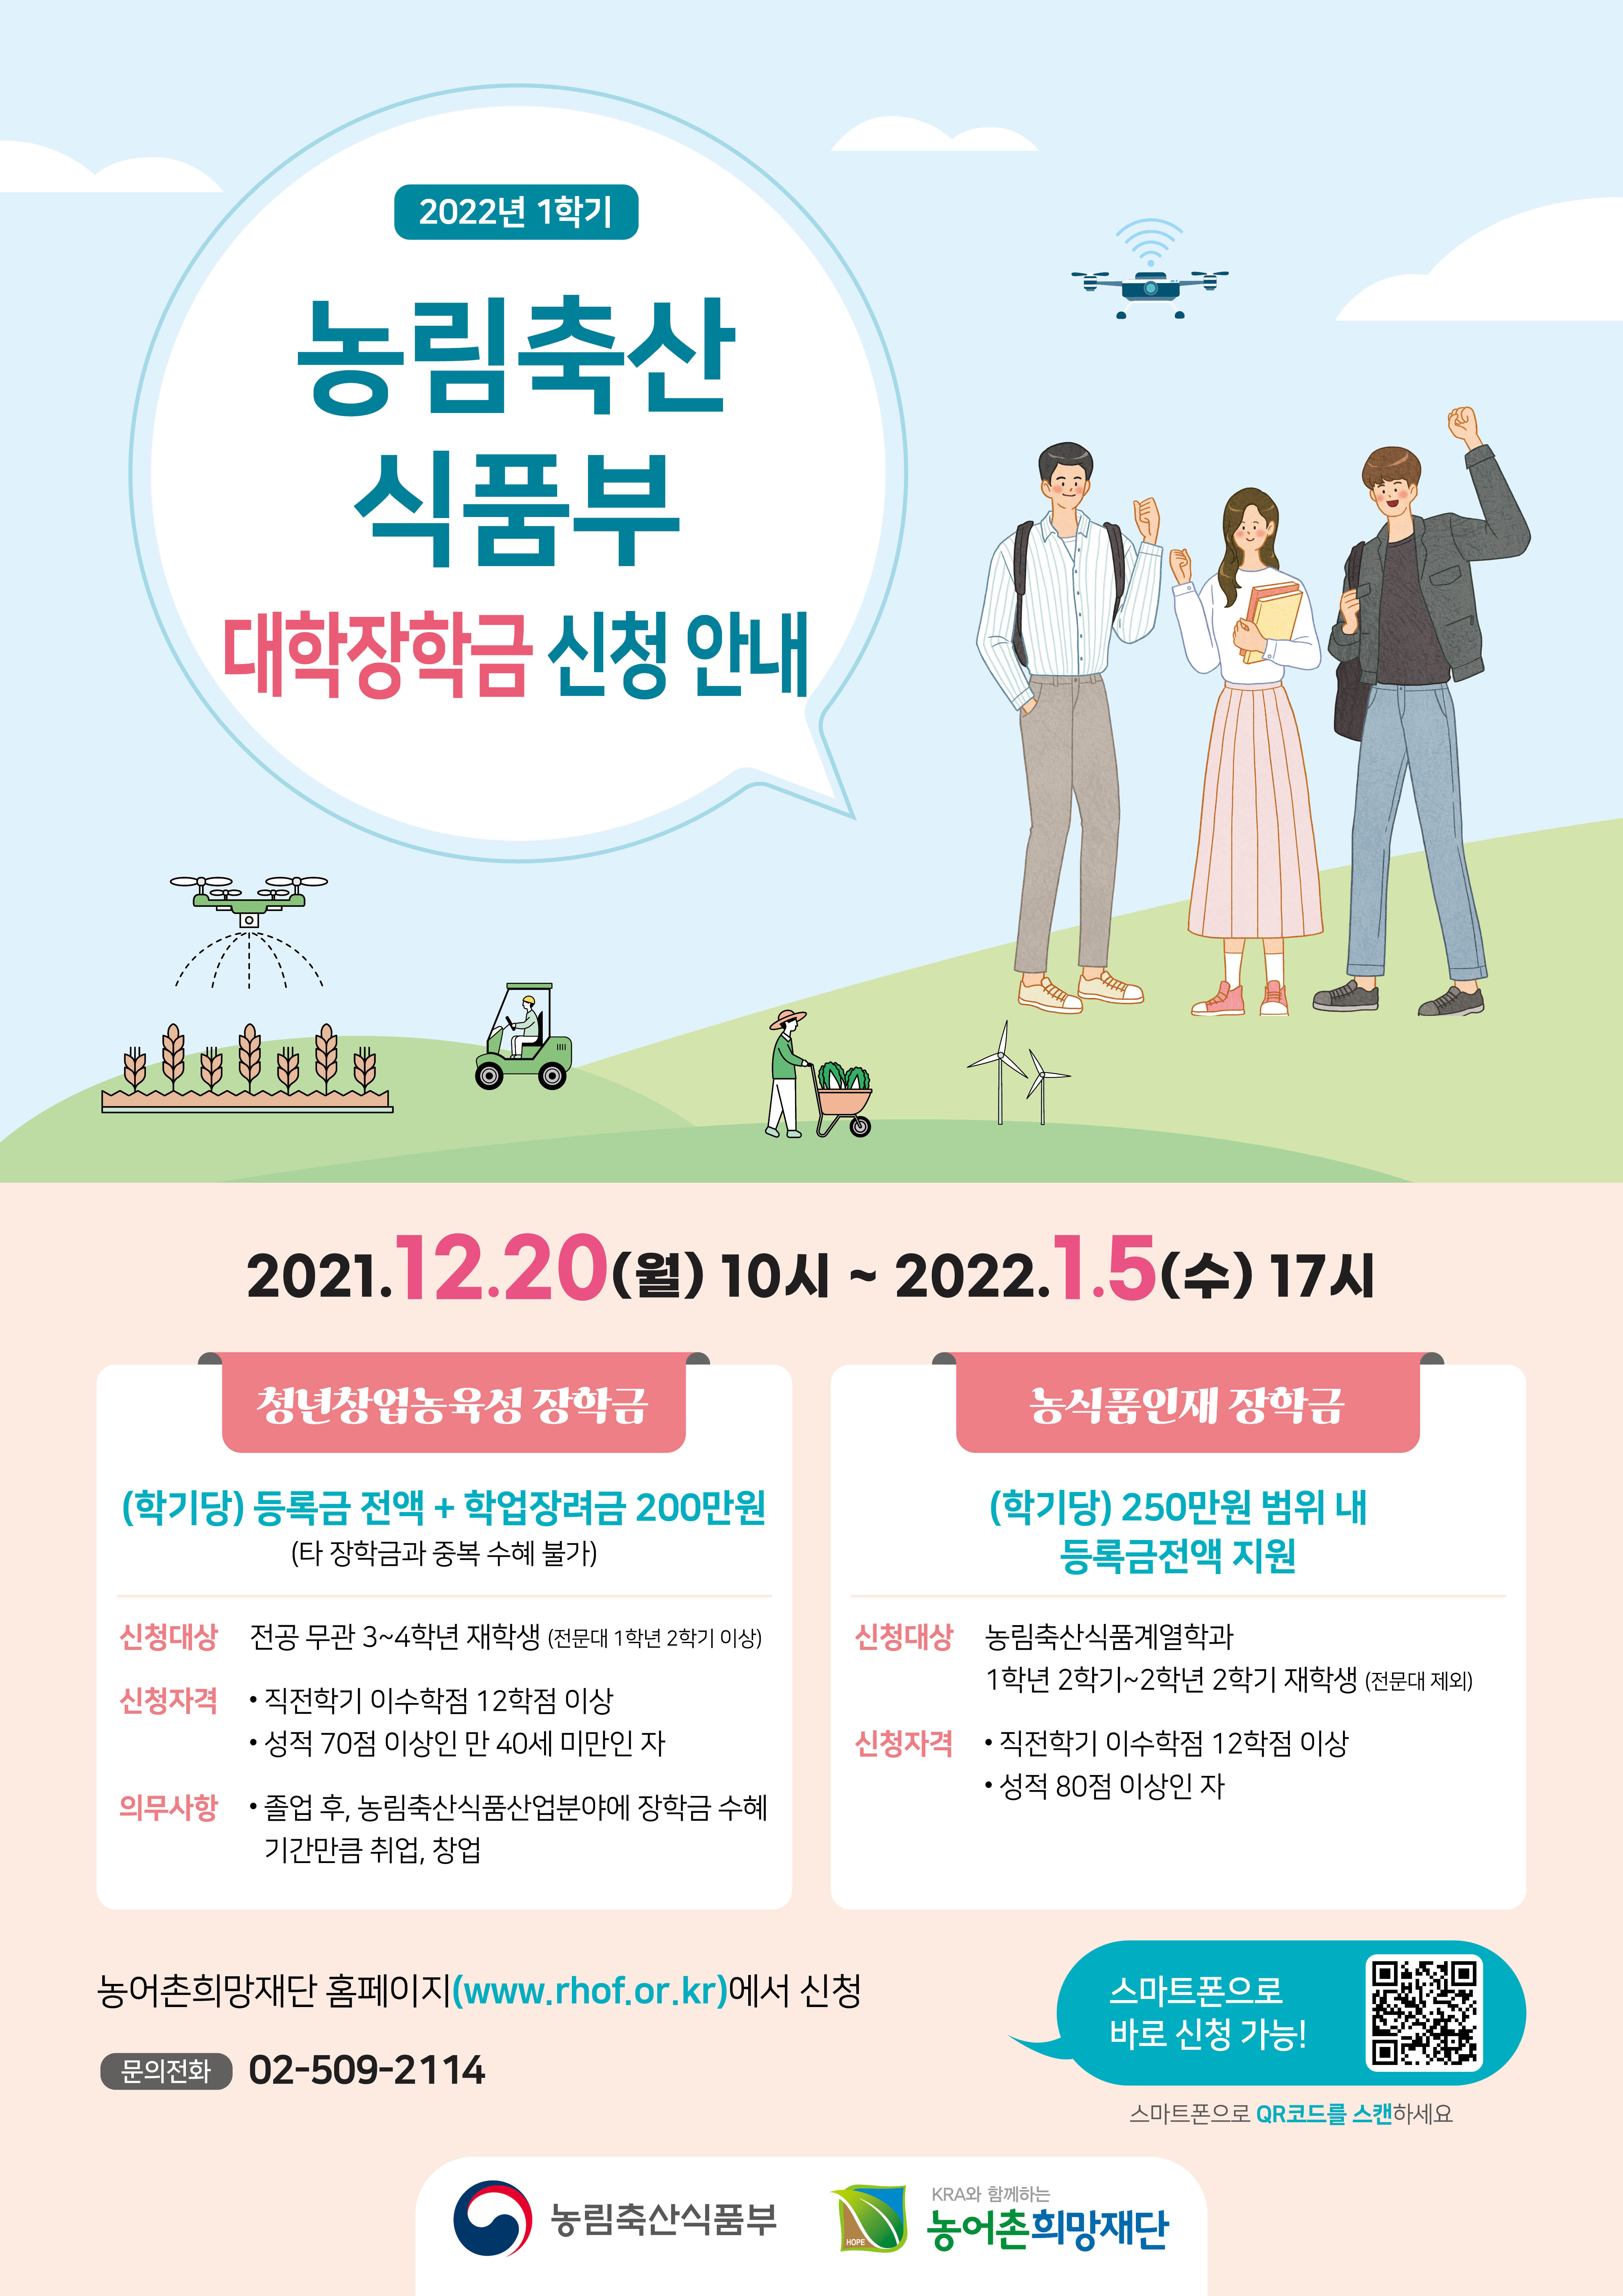 2022년 1학기
농림축산
식품부
대학장학금 신청 안내
2021.12.20(월) 10시 ~ 2022.1.5(수) 17시
청년창업농육성 장학금
(학기당) 등록금 전액 + 학업장려금 200만원
(타 장학금과 중복 수혜 불가)
신청대상 전공 무관 3~4학년 재학생 (전문대 1학년 2학기 이상)
신청자격 • 직전학기 이수학점 12학점 이상
• 성적 70점 이상인 만 40세 미만인 자
의무사항 • 졸업 후, 농림축산식품산업분야에 장학금 수혜
기간만큼 취업, 창업
농식품인재 장학금
(학기당) 250만원 범위 내
등록금전액 지원
신청대상 농림축산식품계열학과
1학년 2학기~2학년 2학기 재학생 (전문대 제외)
신청자격 • 직전학기 이수학점 12학점 이상
• 성적 80점 이상인 자
농어촌희망재단 홈페이지(www.rhof.or.kr)에서 신청
문의전화 02-509-2114
스마트폰으로
바로 신청 가능!
스마트폰으로 QR코드를 스캔하세요
농림축산식품부
HOPE
KRA와 함께하는
농어촌희망재단